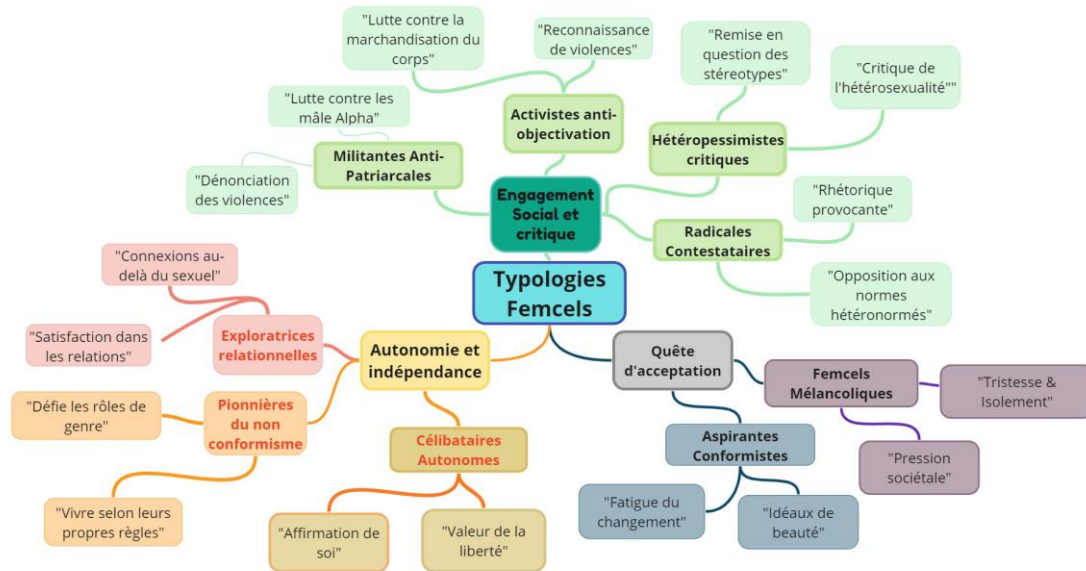 "Lutte contre la
marchandisation du
corps"
"Reconnaissance
de violences"
"Remise en
question des
stéréotypes"
"Critique de
l'hétérosexualité""
"Lutte contre les
mâle Alpha"
Activistes anti-
objectivation
Hétéropessimistes
critiques
Militantes Anti-
Patriarcales
"Dénonciation
des violences"
Engagement
Social et
critique
"Rhétorique
provocante"
Radicales
Contestataires
"Connexions au-
delà du sexuel"
Typologies
Femcels
"Opposition aux
normes
hétéronormés"
"Satisfaction dans
les relations"
Exploratrices
relationnelles
Autonomie et
indépendance
Quête
d'acceptation
Femcels
Mélancoliques
"Tristesse &
Isolement"
"Défie les rôles de
genre"
Pionnières
du non
conformisme
Célibataires
Autonomes
Aspirantes
Conformistes
"Pression
sociétale"
"Vivre selon leurs
propres règles"
"Affirmation de
soi"
"Valeur de la
liberté"
"Fatigue du
changement"
"Idéaux de
beauté"